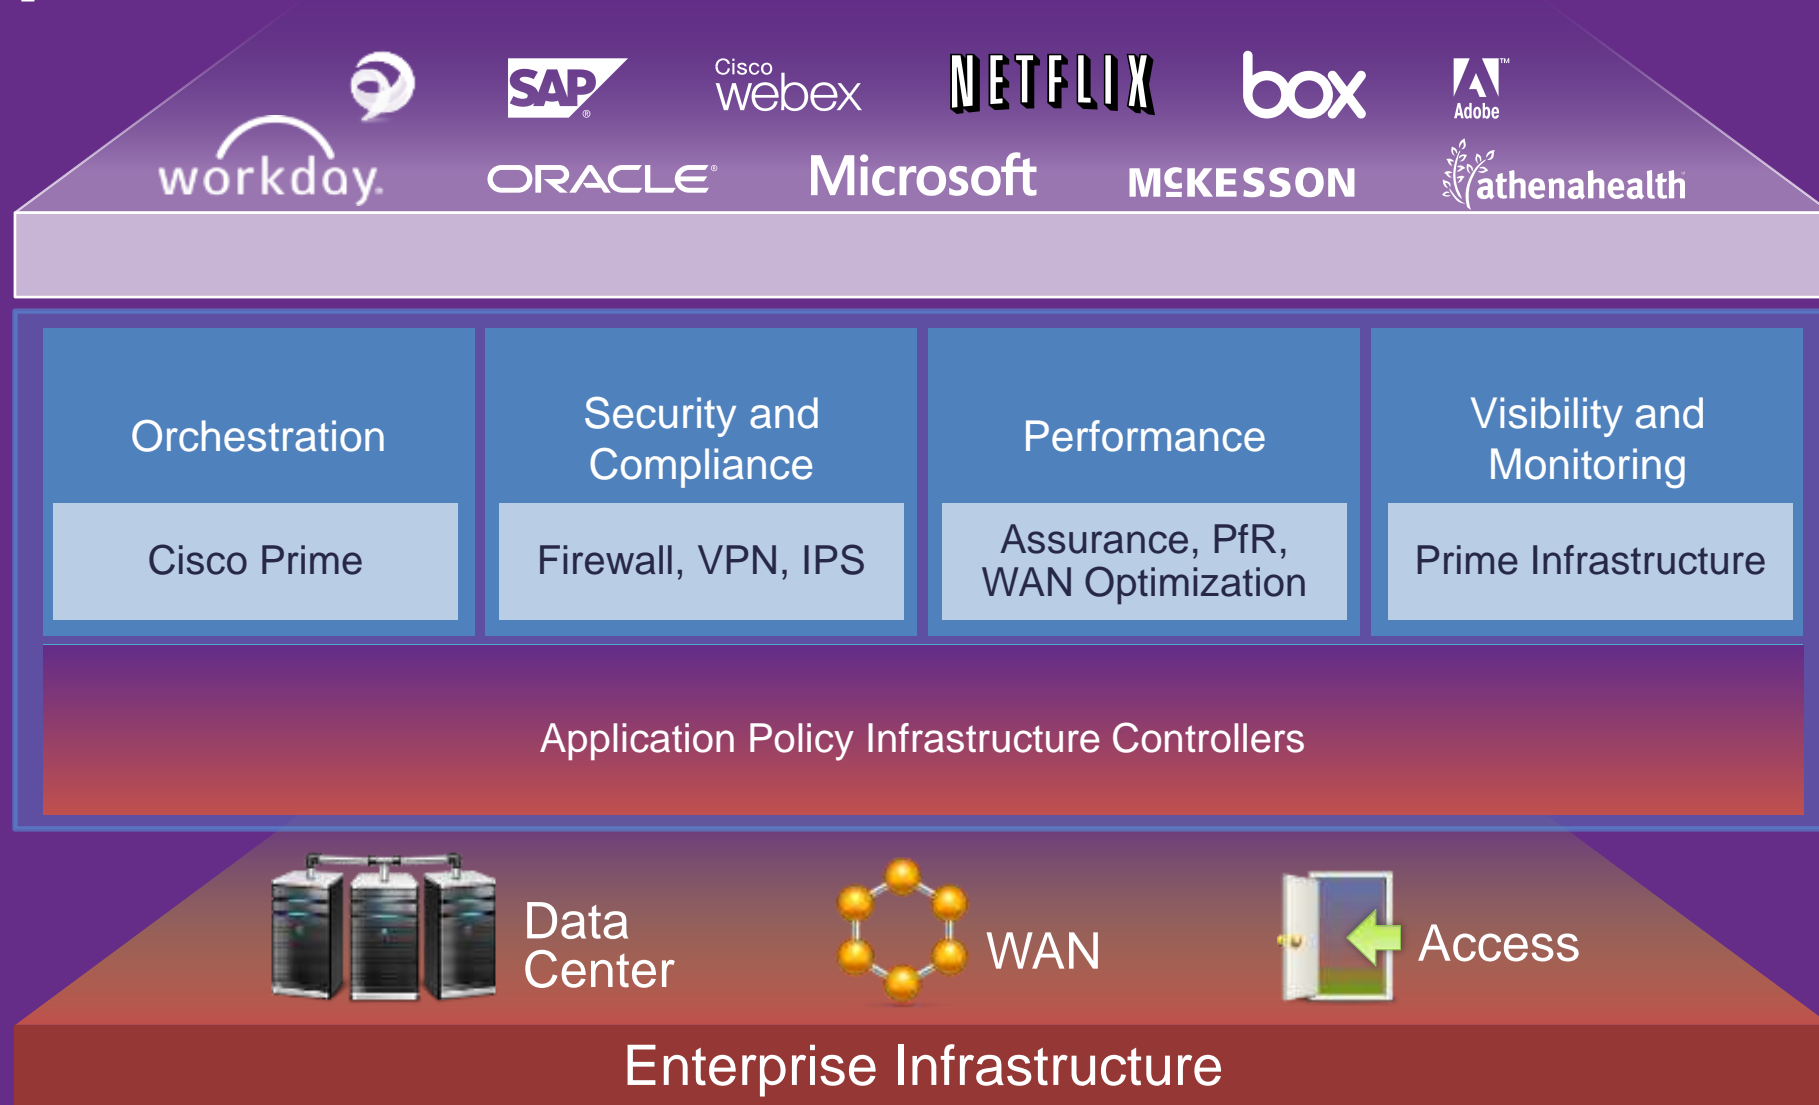 SAP
Cisco
webex
NETFLIX
box
Adobe™
workday.
ORACLE®
Microsoft
MCKESSON
athenahealth
Orchestration
Security and
Compliance
Performance
Visibility and
Monitoring
Cisco Prime
Firewall, VPN, IPS
Assurance, PfR,
WAN Optimization
Prime Infrastructure
Application Policy Infrastructure Controllers
Data
Center
WAN
Access
Enterprise Infrastructure